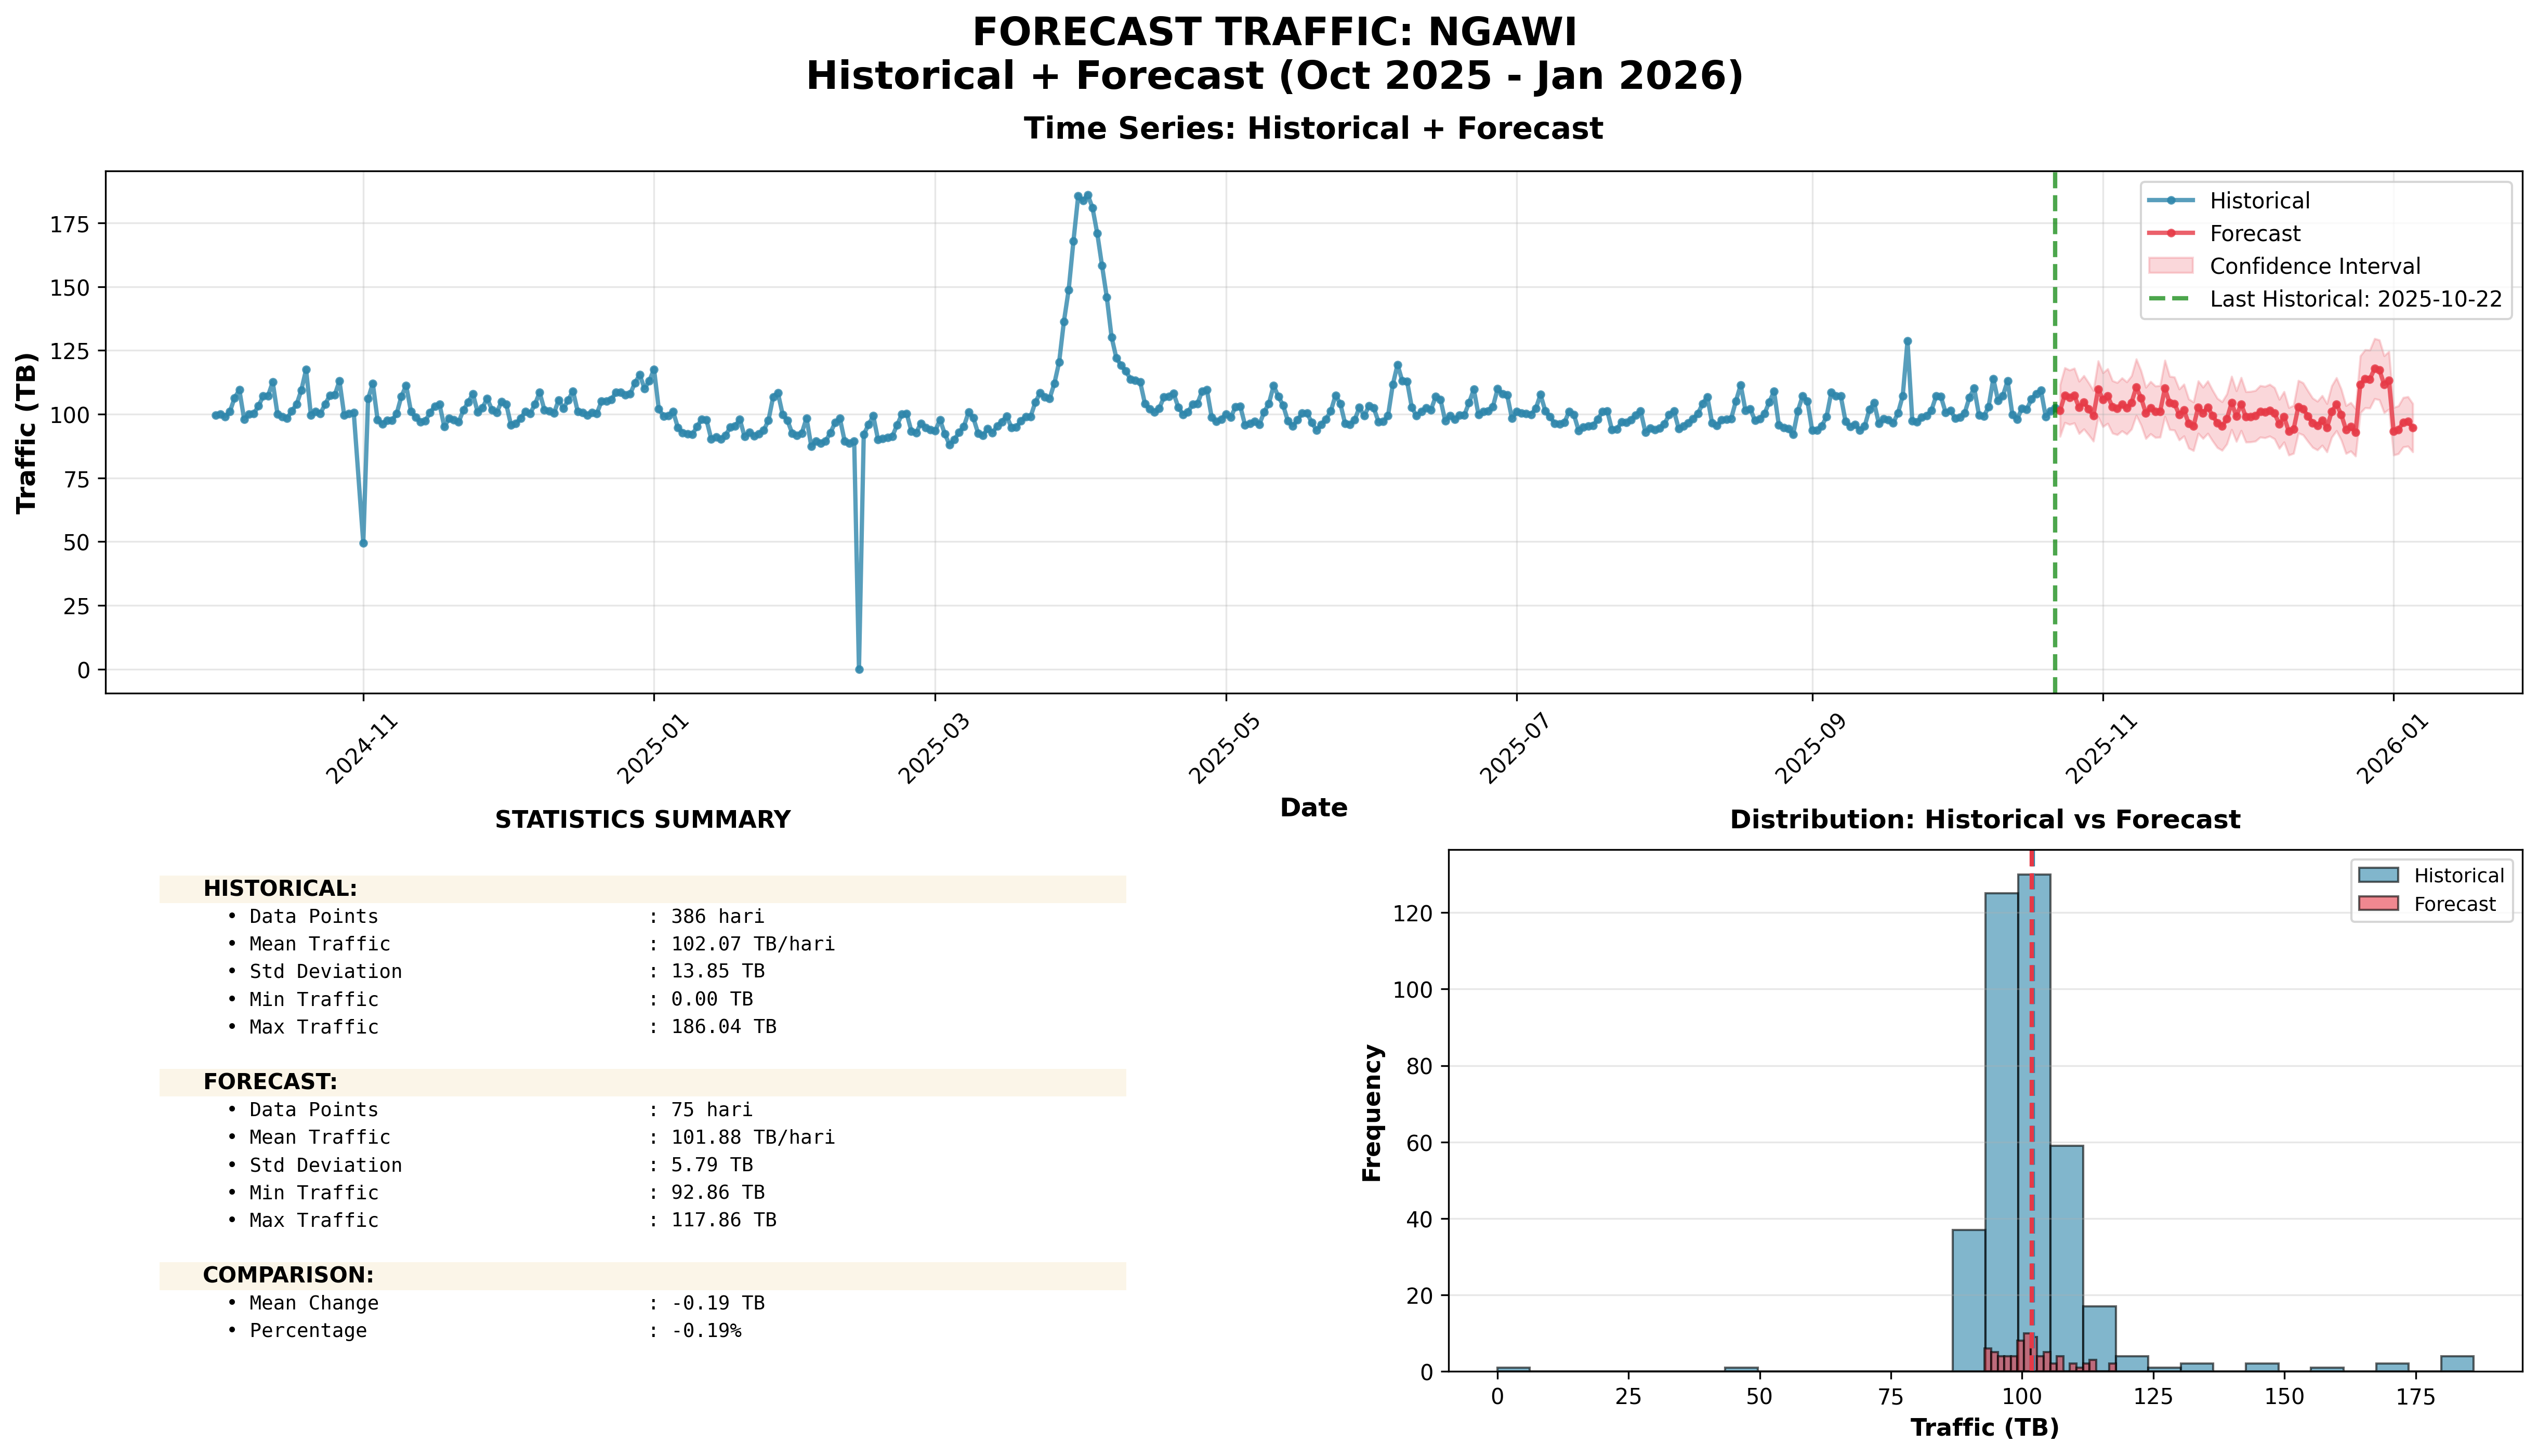 FORECAST TRAFFIC: NGAWI
Historical + Forecast (Oct 2025 - Jan 2026)
Time Series: Historical + Forecast
Traffic (TB)
175
150
125
100
75
50
25
0
Historical
Forecast
Confidence Interval
Last Historical: 2025-10-22
2024-11
2025-01
2025-03
2025-05
2025-07
2025-09
2025-11
2026-01
Date
STATISTICS SUMMARY
HISTORICAL:
• Data Points : 386 hari
• Mean Traffic : 102.07 TB/hari
• Std Deviation : 13.85 TB
• Min Traffic : 0.00 TB
• Max Traffic : 186.04 TB
FORECAST:
• Data Points : 75 hari
• Mean Traffic : 101.88 TB/hari
• Std Deviation : 5.79 TB
• Min Traffic : 92.86 TB
• Max Traffic : 117.86 TB
COMPARISON:
• Mean Change : -0.19 TB
• Percentage : -0.19%
Distribution: Historical vs Forecast
Frequency
120
100
80
60
40
20
0
Historical
Forecast
0
25
50
75
100
125
150
175
Traffic (TB)